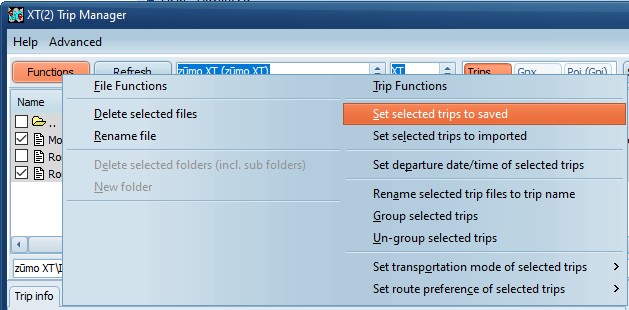 XT(2) Trip Manager
Help Advanced
Functions Refresh zūmo XT (zūmo XT) XT Trips Gpx Poi (Gpi)
File Functions Trip Functions
Name
..
Delete selected files Set selected trips to saved
Mo
Rename file Set selected trips to imported
Ro
Delete selected folders (incl. sub folders) Set departure date/time of selected trips
Ro
New folder Rename selected trip files to trip name
Group selected trips
Un-group selected trips
zūmo XT\I Set transportation mode of selected trips
Trip info Set route preference of selected trips